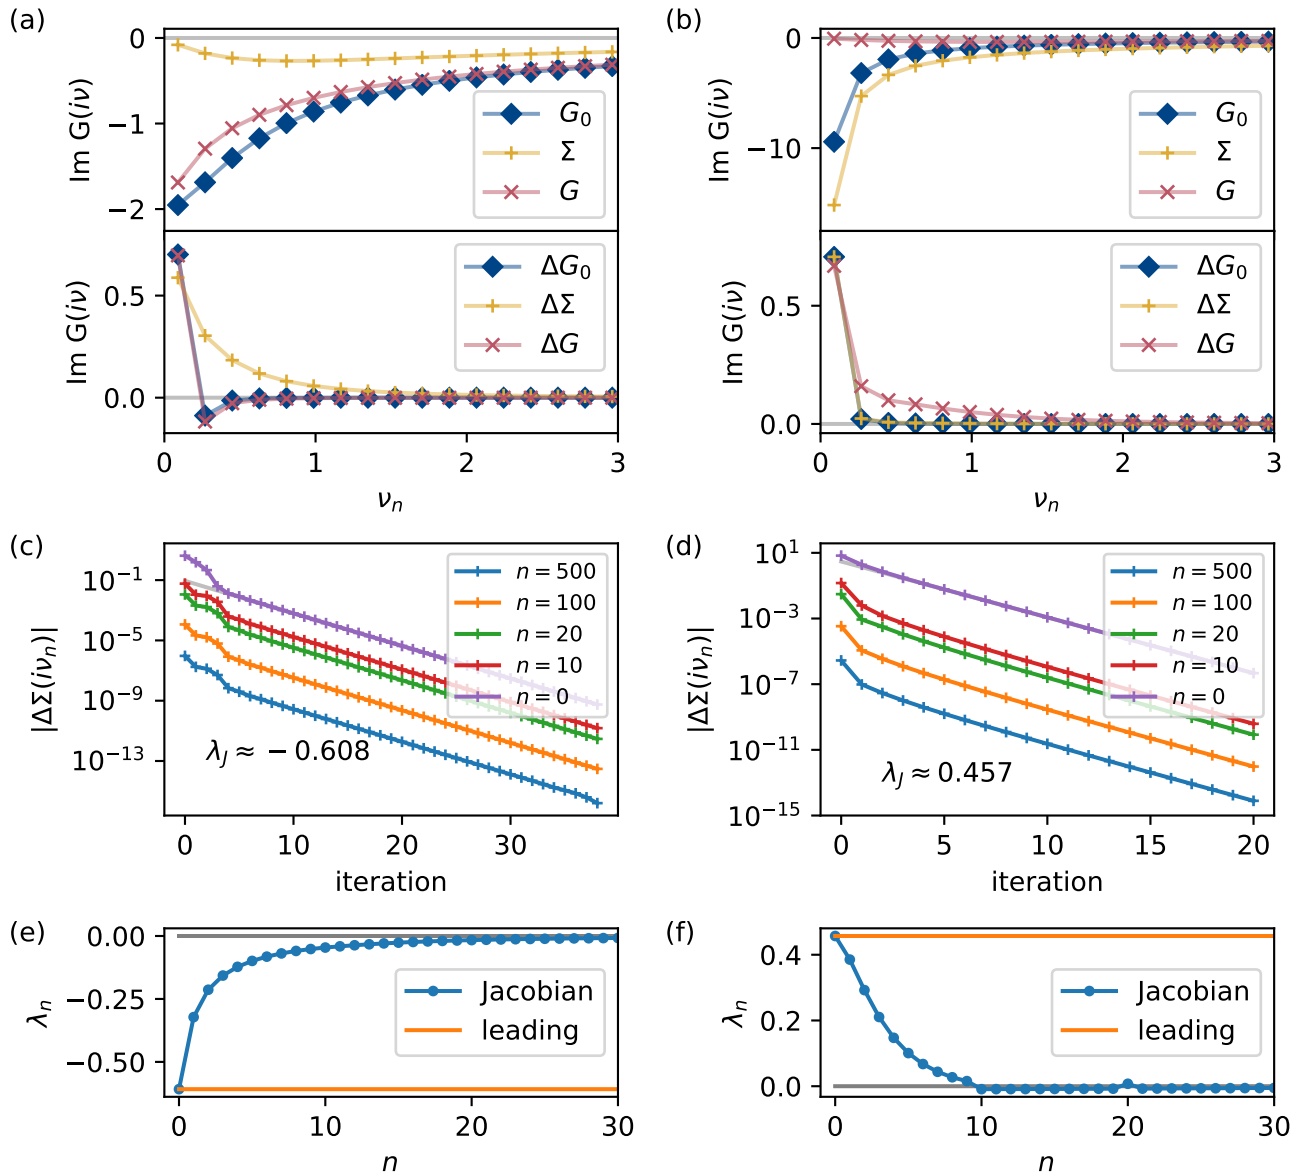 (a)
0
−1
−2
Im G(iν)
G₀
Σ
G
0.5
0.0
Im G(iν)
ΔG₀
ΔΣ
ΔG
0 1 2 3
νₙ
(b)
0
−10
Im G(iν)
G₀
Σ
G
0.5
0.0
Im G(iν)
ΔG₀
ΔΣ
ΔG
0 1 2 3
νₙ
(c)
10⁻¹
10⁻⁵
10⁻⁹
10⁻¹³
|ΔΣ(iνₙ)|
n = 500
n = 100
n = 20
n = 10
n = 0
λ_J ≈ −0.608
0 10 20 30
iteration
(d)
10¹
10⁻³
10⁻⁷
10⁻¹¹
10⁻¹⁵
|ΔΣ(iνₙ)|
n = 500
n = 100
n = 20
n = 10
n = 0
λ_J ≈ 0.457
0 5 10 15 20
iteration
(e)
0.00
−0.25
−0.50
λₙ
Jacobian
leading
0 10 20 30
n
(f)
0.4
0.2
0.0
λₙ
Jacobian
leading
0 10 20 30
n